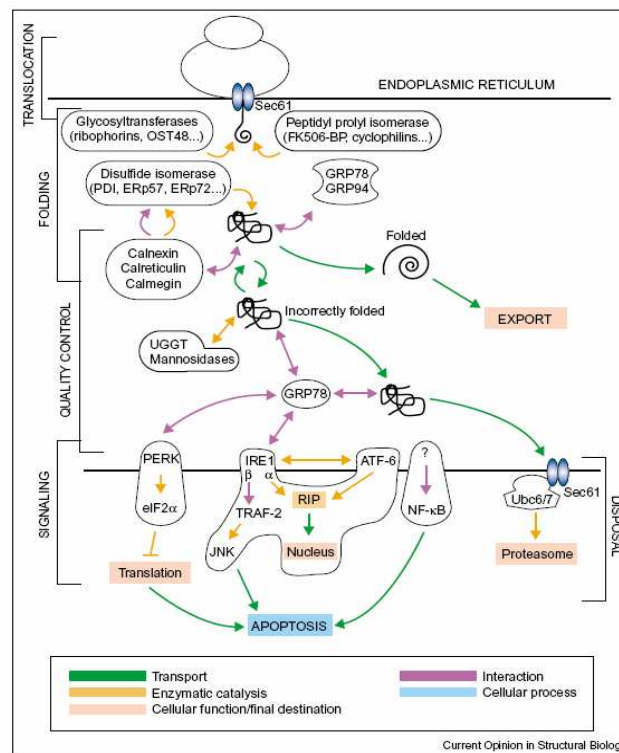 TRANSLOCATION
ENDOPLASMIC RETICULUM
Sec61
Glycosyltransferases
(ribophorins, OST48...)
Peptidyl prolyl isomerase
(FK506-BP, cyclophilins...)
FOLDING
Disulfide isomerase
(PDI, ERp57, ERp72...)
GRP78
GRP94
Calnexin
Calreticulin
Calmegin
Folded
EXPORT
QUALITY CONTROL
Incorrectly folded
UGGT
Mannosidases
GRP78
SIGNALING
PERK
eIF2α
Translation
IRE1
β α
TRAF-2
JNK
ATF-6
RIP
Nucleus
?
NF-κB
Sec61
Ubc6/7
Proteasome
DISPOSAL
APOPTOSIS
Transport
Enzymatic catalysis
Cellular function/final destination
Interaction
Cellular process
Current Opinion in Structural Biolog